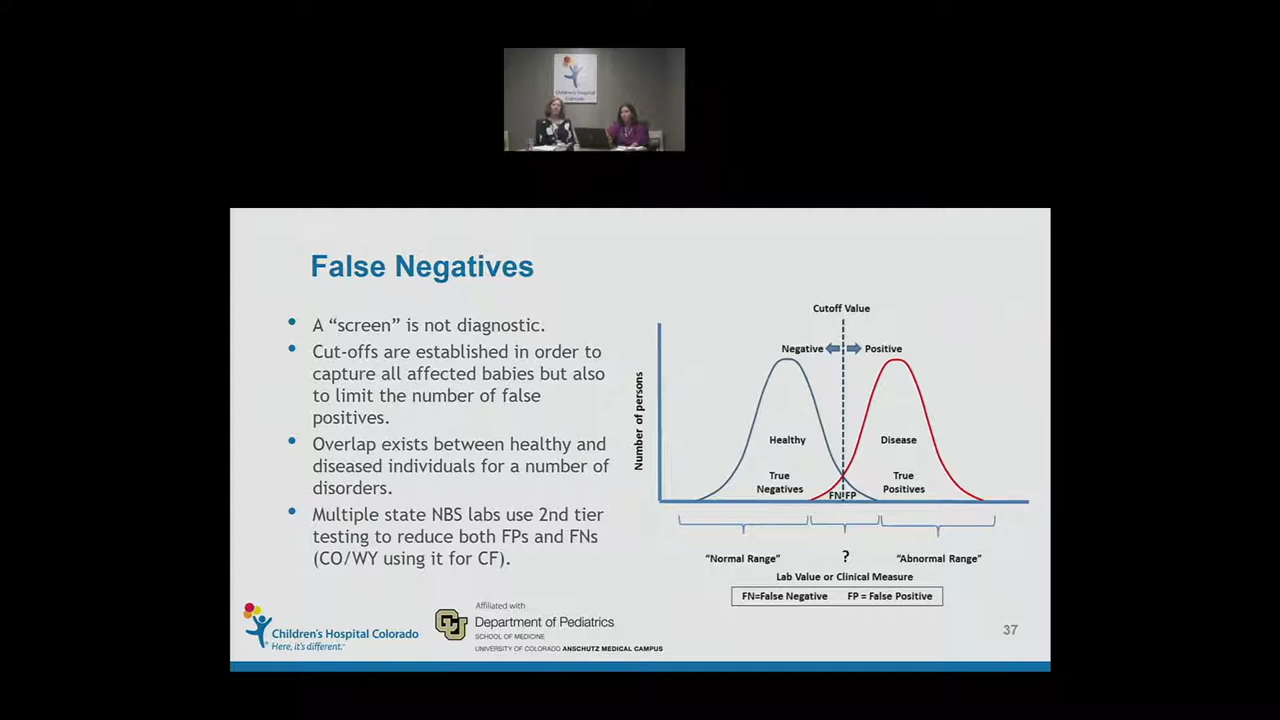 Children's Hospital
Colorado
False Negatives
• A “screen” is not diagnostic.
• Cut-offs are established in order to
capture all affected babies but also
to limit the number of false
positives.
• Overlap exists between healthy and
diseased individuals for a number of
disorders.
• Multiple state NBS labs use 2nd tier
testing to reduce both FPs and FNs
(CO/WY using it for CF).
Cutoff Value
Negative Positive
Number of persons
Healthy Disease
True
Negatives
True
Positives
FN FP
“Normal Range” ? “Abnormal Range”
Lab Value or Clinical Measure
FN=False Negative FP = False Positive
Children's Hospital Colorado
Here, it's different.™
Affiliated with
CU
Department of Pediatrics
SCHOOL OF MEDICINE
UNIVERSITY OF COLORADO ANSCHUTZ MEDICAL CAMPUS
37